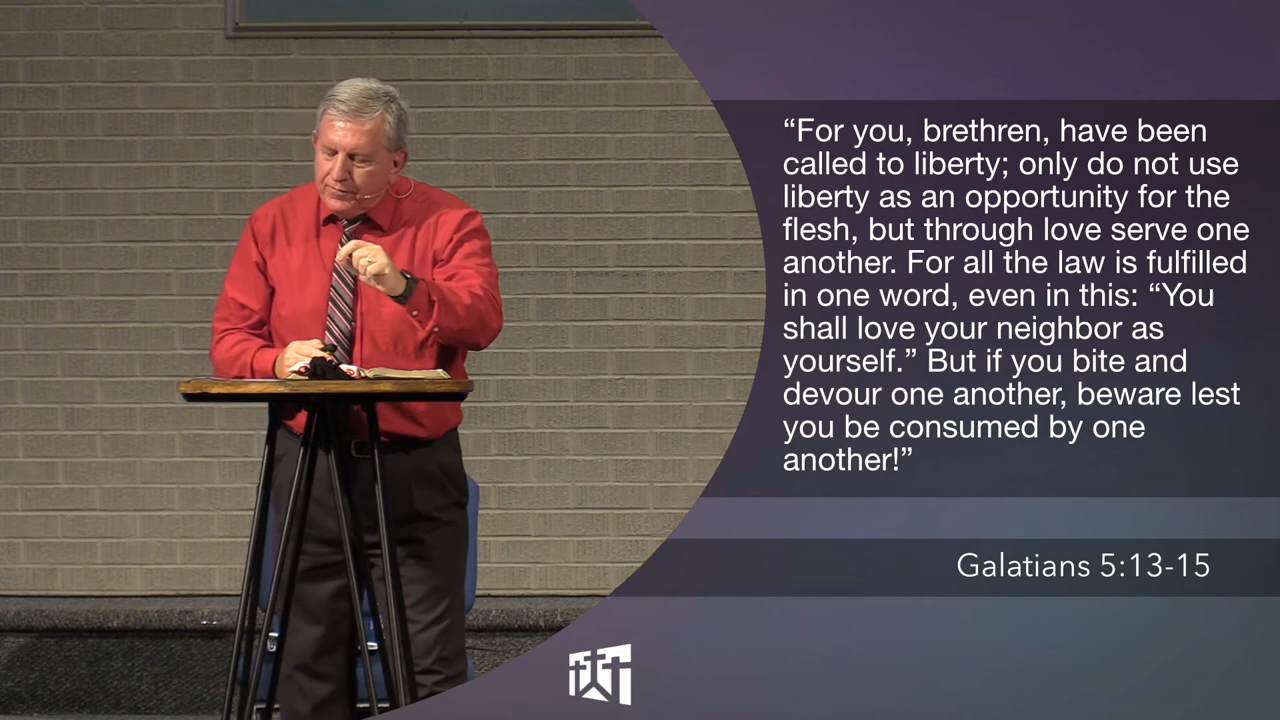 “For you, brethren, have been
called to liberty; only do not use
liberty as an opportunity for the
flesh, but through love serve one
another. For all the law is fulfilled
in one word, even in this: “You
shall love your neighbor as
yourself.” But if you bite and
devour one another, beware lest
you be consumed by one
another!”
Galatians 5:13-15